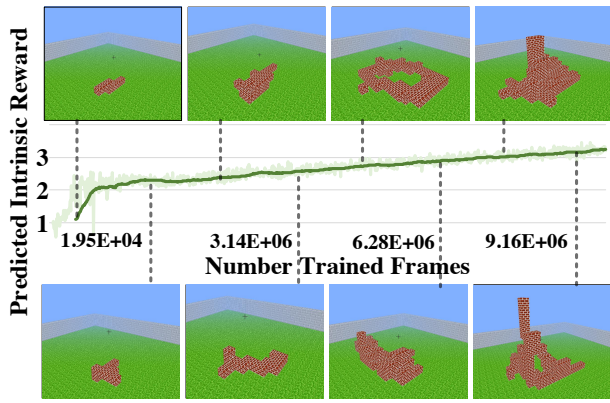 Predicted Intrinsic Reward
3
2
1
1.95E+04 3.14E+06 6.28E+06 9.16E+06
Number Trained Frames